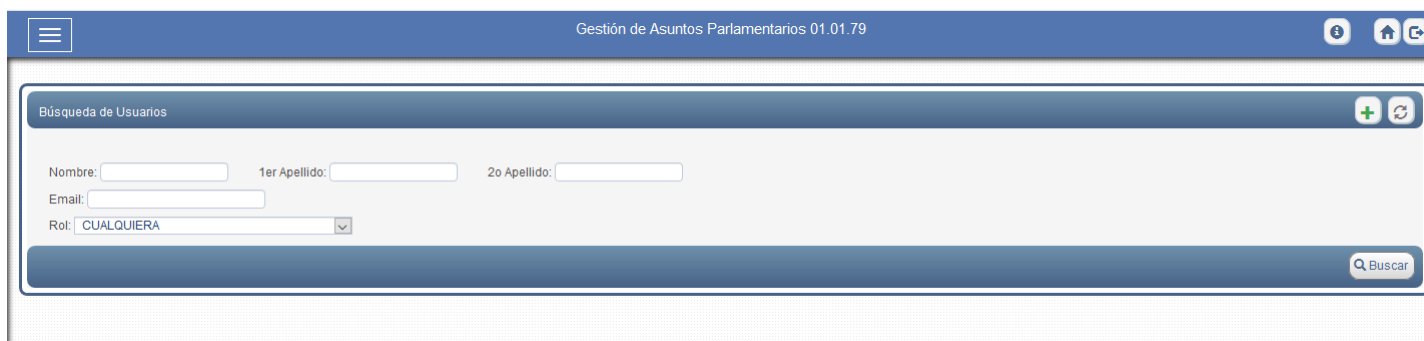 Gestión de Asuntos Parlamentarios 01.01.79
Búsqueda de Usuarios
Nombre: 1er Apellido: 2o Apellido:
Email:
Rol: CUALQUIERA
Buscar